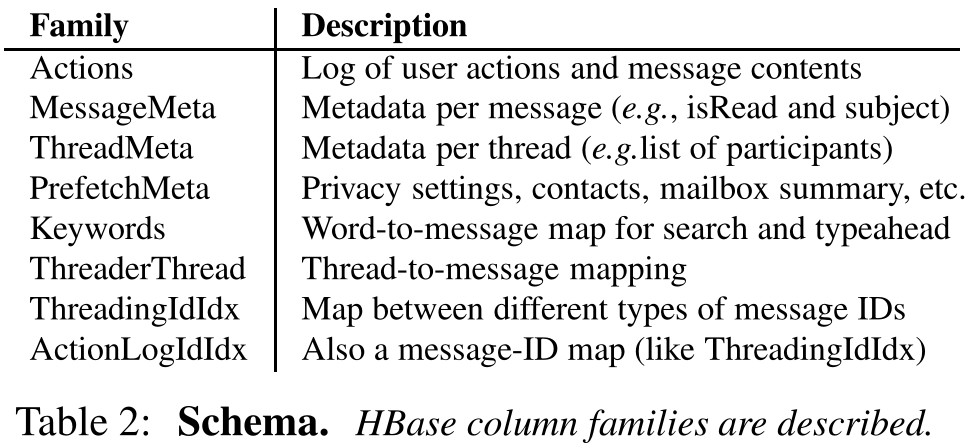 Family Description
Actions Log of user actions and message contents
MessageMeta Metadata per message (e.g., isRead and subject)
ThreadMeta Metadata per thread (e.g.list of participants)
PrefetchMeta Privacy settings, contacts, mailbox summary, etc.
Keywords Word-to-message map for search and typeahead
ThreaderThread Thread-to-message mapping
ThreadingIdIdx Map between different types of message IDs
ActionLogIdIdx Also a message-ID map (like ThreadingIdIdx)
Table 2: Schema. HBase column families are described.